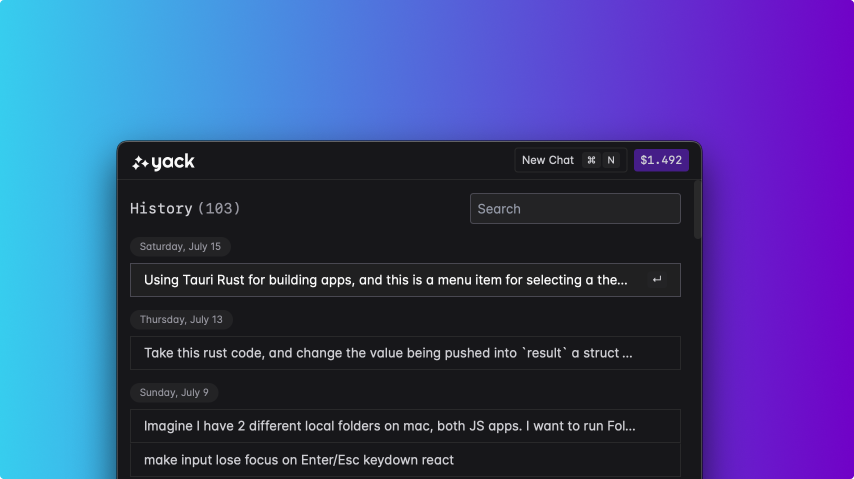 yack
New Chat ⌘ N $1.492
History (103)
Search
Saturday, July 15
Using Tauri Rust for building apps, and this is a menu item for selecting a the... ↵
Thursday, July 13
Take this rust code, and change the value being pushed into `result` a struct ...
Sunday, July 9
Imagine I have 2 different local folders on mac, both JS apps. I want to run Fol...
make input lose focus on Enter/Esc keydown react